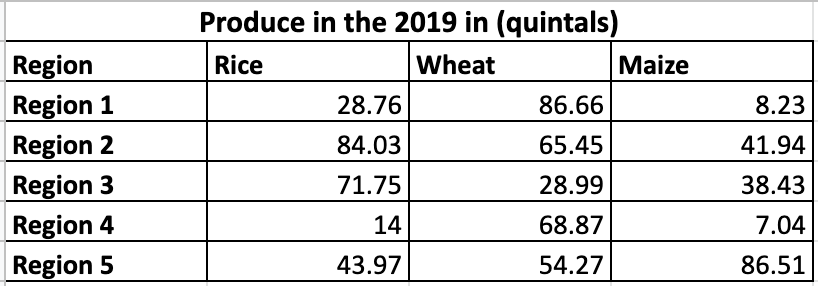 Produce in the 2019 in (quintals)
Region Rice Wheat Maize
Region 1 28.76 86.66 8.23
Region 2 84.03 65.45 41.94
Region 3 71.75 28.99 38.43
Region 4 14 68.87 7.04
Region 5 43.97 54.27 86.51